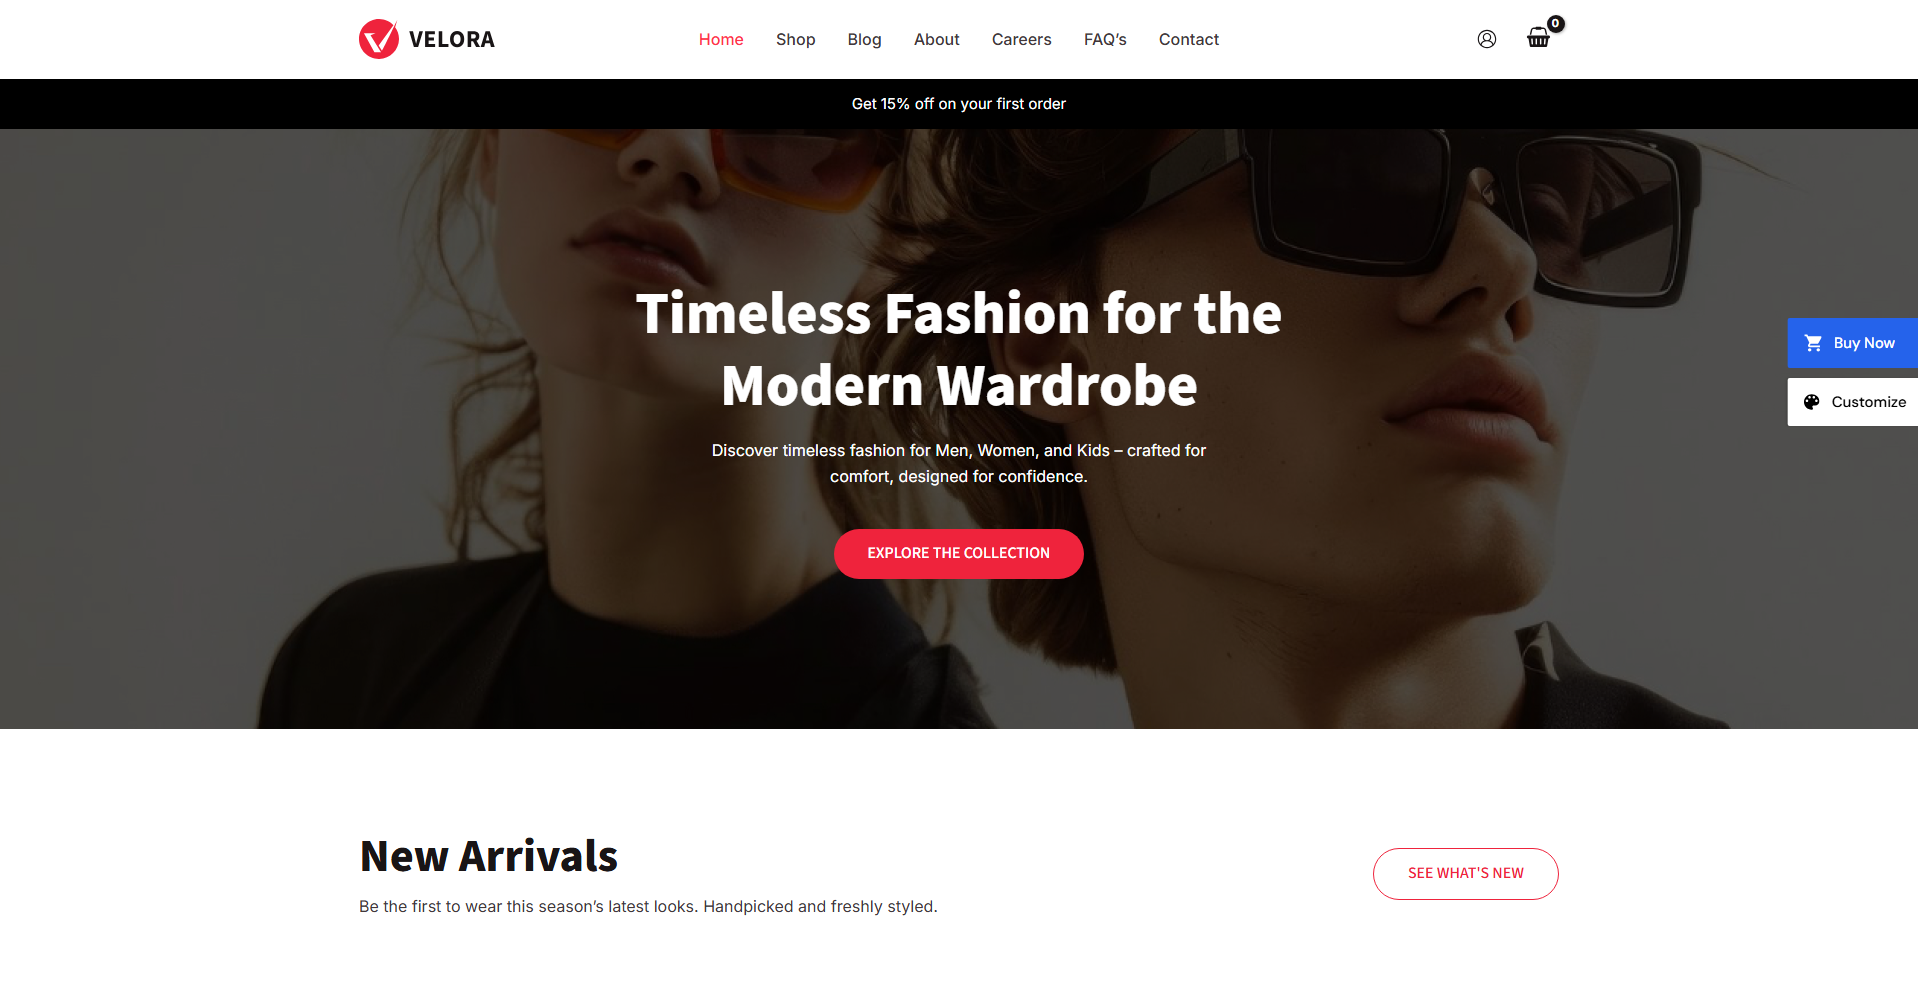 VELORA
Home
Shop
Blog
About
Careers
FAQ’s
Contact
0
Get 15% off on your first order
Timeless Fashion for the
Modern Wardrobe
Discover timeless fashion for Men, Women, and Kids – crafted for
comfort, designed for confidence.
EXPLORE THE COLLECTION
Buy Now
Customize
New Arrivals
Be the first to wear this season’s latest looks. Handpicked and freshly styled.
SEE WHAT'S NEW